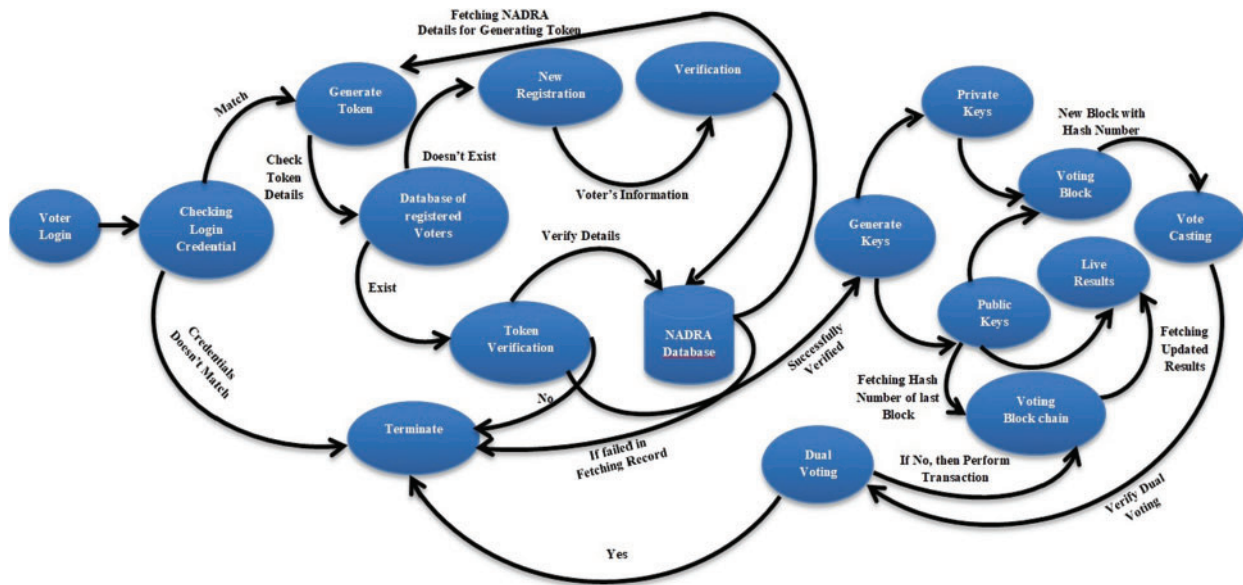 Fetching NADRA
Details for Generating Token
Match
Generate
Token
New
Registration
Verification
Private
Keys
New Block with
Hash Number
Check
Token
Details
Doesn't Exist
Voter's Information
Voting
Block
Voter
Login
Checking
Login
Credential
Database of
registered
Voters
Verify Details
Generate
Keys
Vote
Casting
Exist
Live
Results
Token
Verification
NADRA
Database
Public
Keys
Successfully
Verified
Fetching
Updated
Results
Credentials
Doesn't Match
No
Fetching Hash
Number of last
Block
Voting
Block chain
Terminate
If failed in
Fetching Record
Dual
Voting
If No, then Perform
Transaction
Verify Dual
Voting
Yes